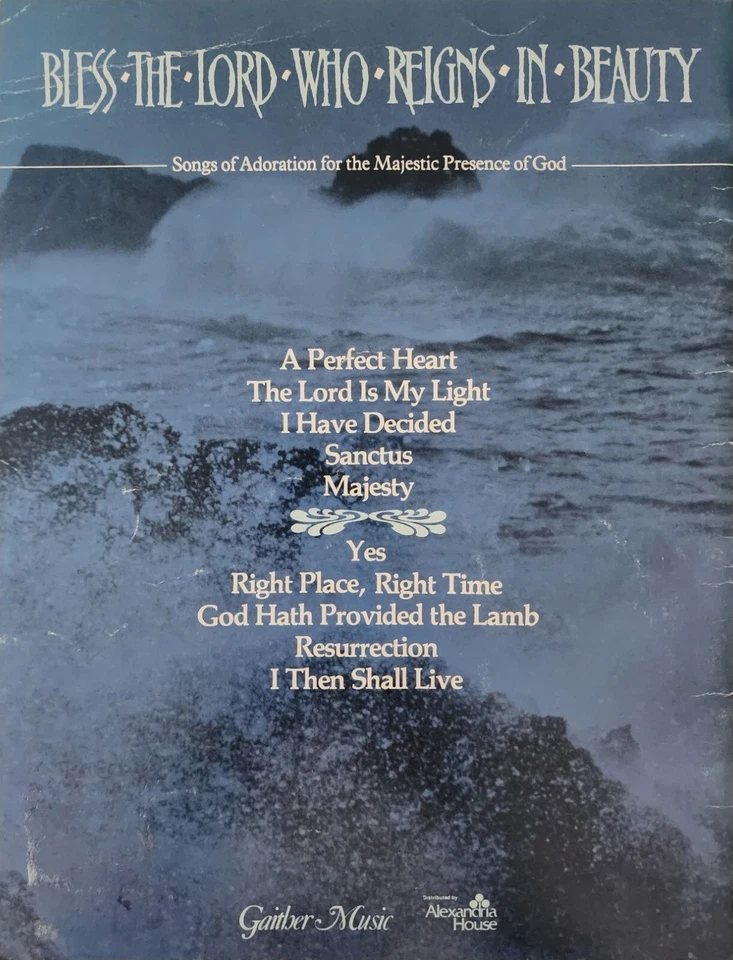 BLESS·THE·LORD·WHO·REIGNS·IN·BEAUTY
Songs of Adoration for the Majestic Presence of God
A Perfect Heart
The Lord Is My Light
I Have Decided
Sanctus
Majesty
Yes
Right Place, Right Time
God Hath Provided the Lamb
Resurrection
I Then Shall Live
Gaither Music
Distributed by
Alexandria
House